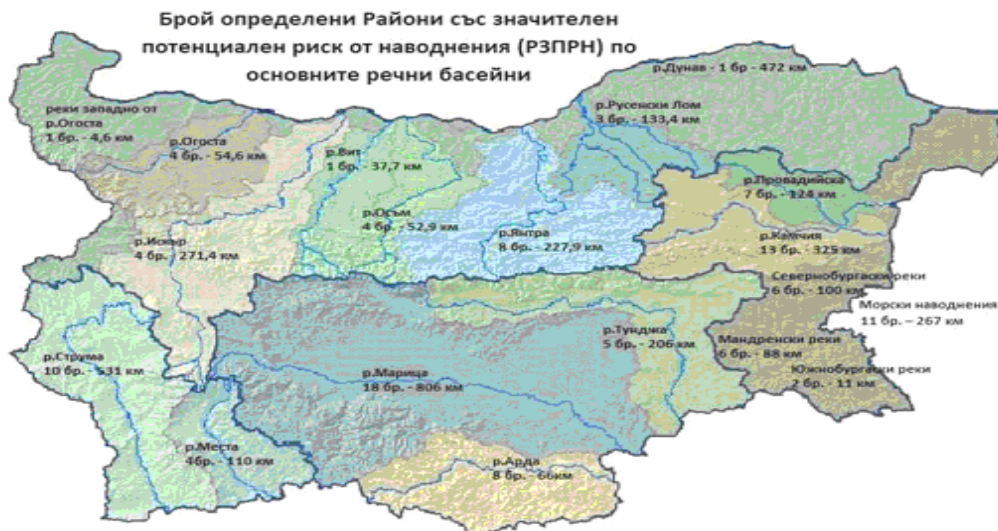 Брой определени Райони със значителен
потенциален риск от наводнения (РЗПРН) по
основните речни басейни
р.Дунав - 1 бр - 472 км
реки западно от
р.Огоста
1 бр. - 4,6 км
р.Русенски Лом
3 бр. - 133,4 км
р.Огоста
4 бр. - 54,6 км
р.Вит
1 бр. - 37,7 км
р.Провадийска
7 бр. - 124 км
р.Осъм
4 бр. - 52,9 км
р.Янтра
8 бр. - 227,9 км
р.Камчия
13 бр. - 325 км
р.Искър
4 бр. - 271,4 км
Севернобургаски реки
6 бр. - 100 км
Морски наводнения
11 бр. – 267 км
р.Тунджа
5 бр. - 206 км
Мандренски реки
6 бр. - 88 км
Южнобургаски реки
2 бр. - 11 км
р.Струма
10 бр. - 531 км
р.Марица
18 бр. - 806 км
р.Места
4бр. - 110 км
р.Арда
8 бр. - 66км